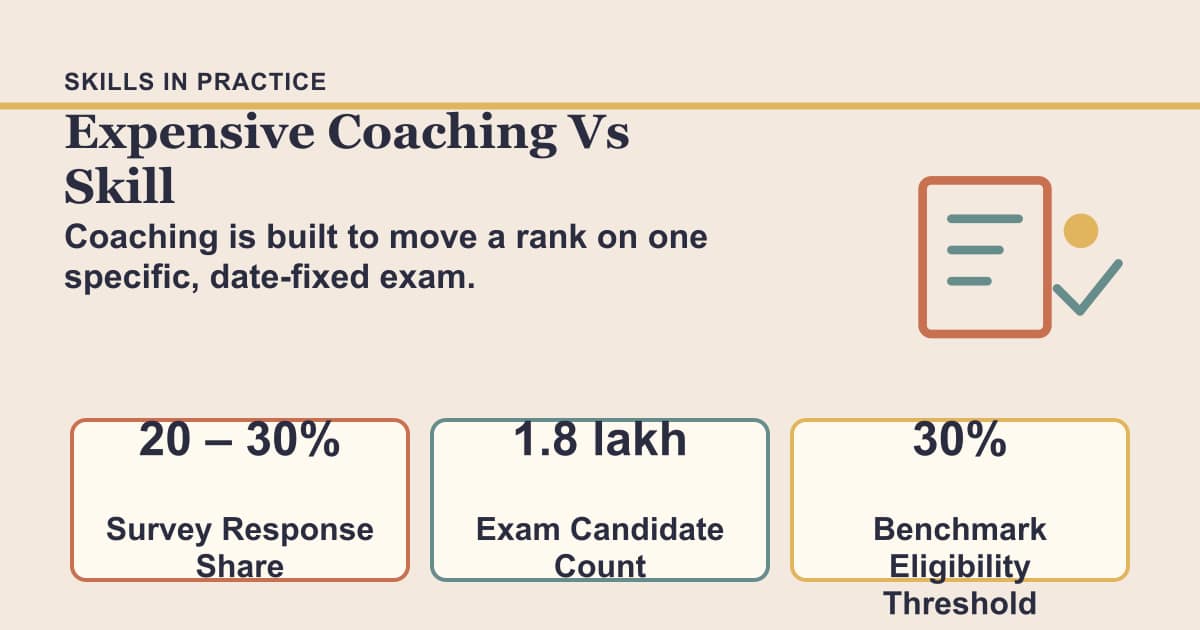 SKILLS IN PRACTICE
Expensive Coaching Vs
Skill
Coaching is built to move a rank on one
specific, date-fixed exam.
20 – 30%
Survey Response
Share
1.8 lakh
Exam Candidate
Count
30%
Benchmark
Eligibility
Threshold